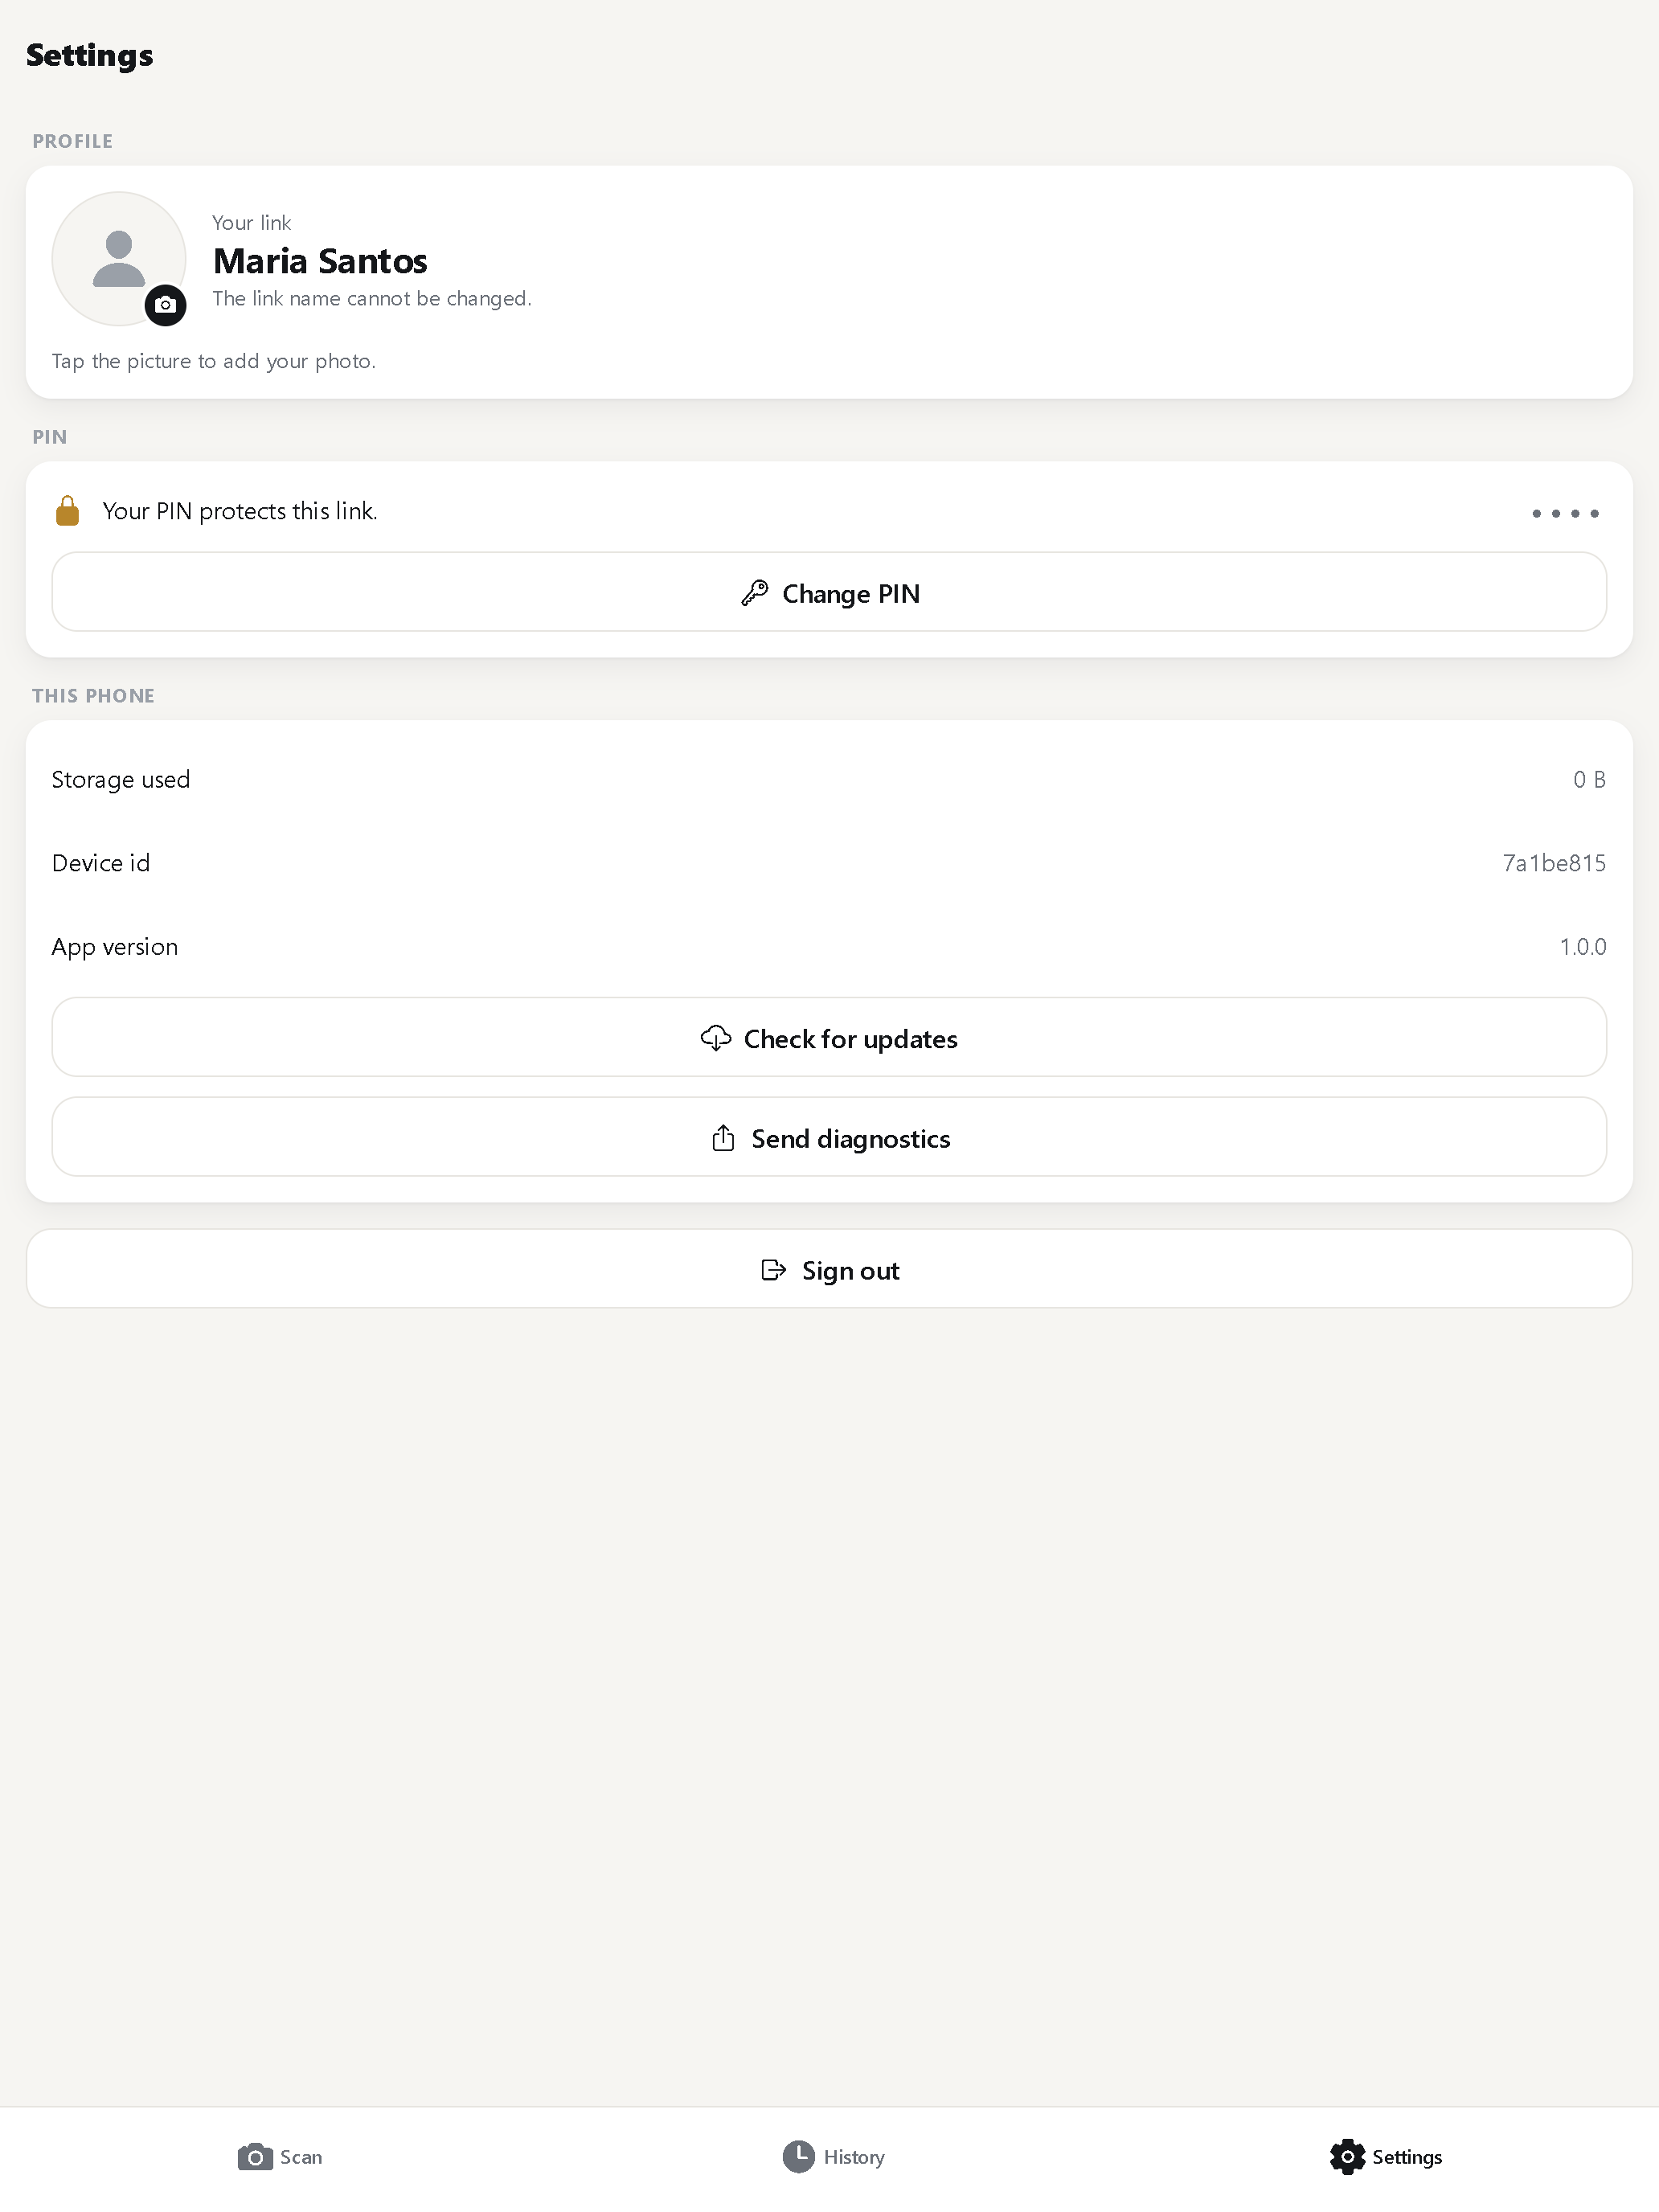 Settings
PROFILE
Your link
Maria Santos
The link name cannot be changed.
Tap the picture to add your photo.
PIN
Your PIN protects this link.
Change PIN
THIS PHONE
Storage used 0 B
Device id 7a1be815
App version 1.0.0
Check for updates
Send diagnostics
Sign out
Scan History Settings